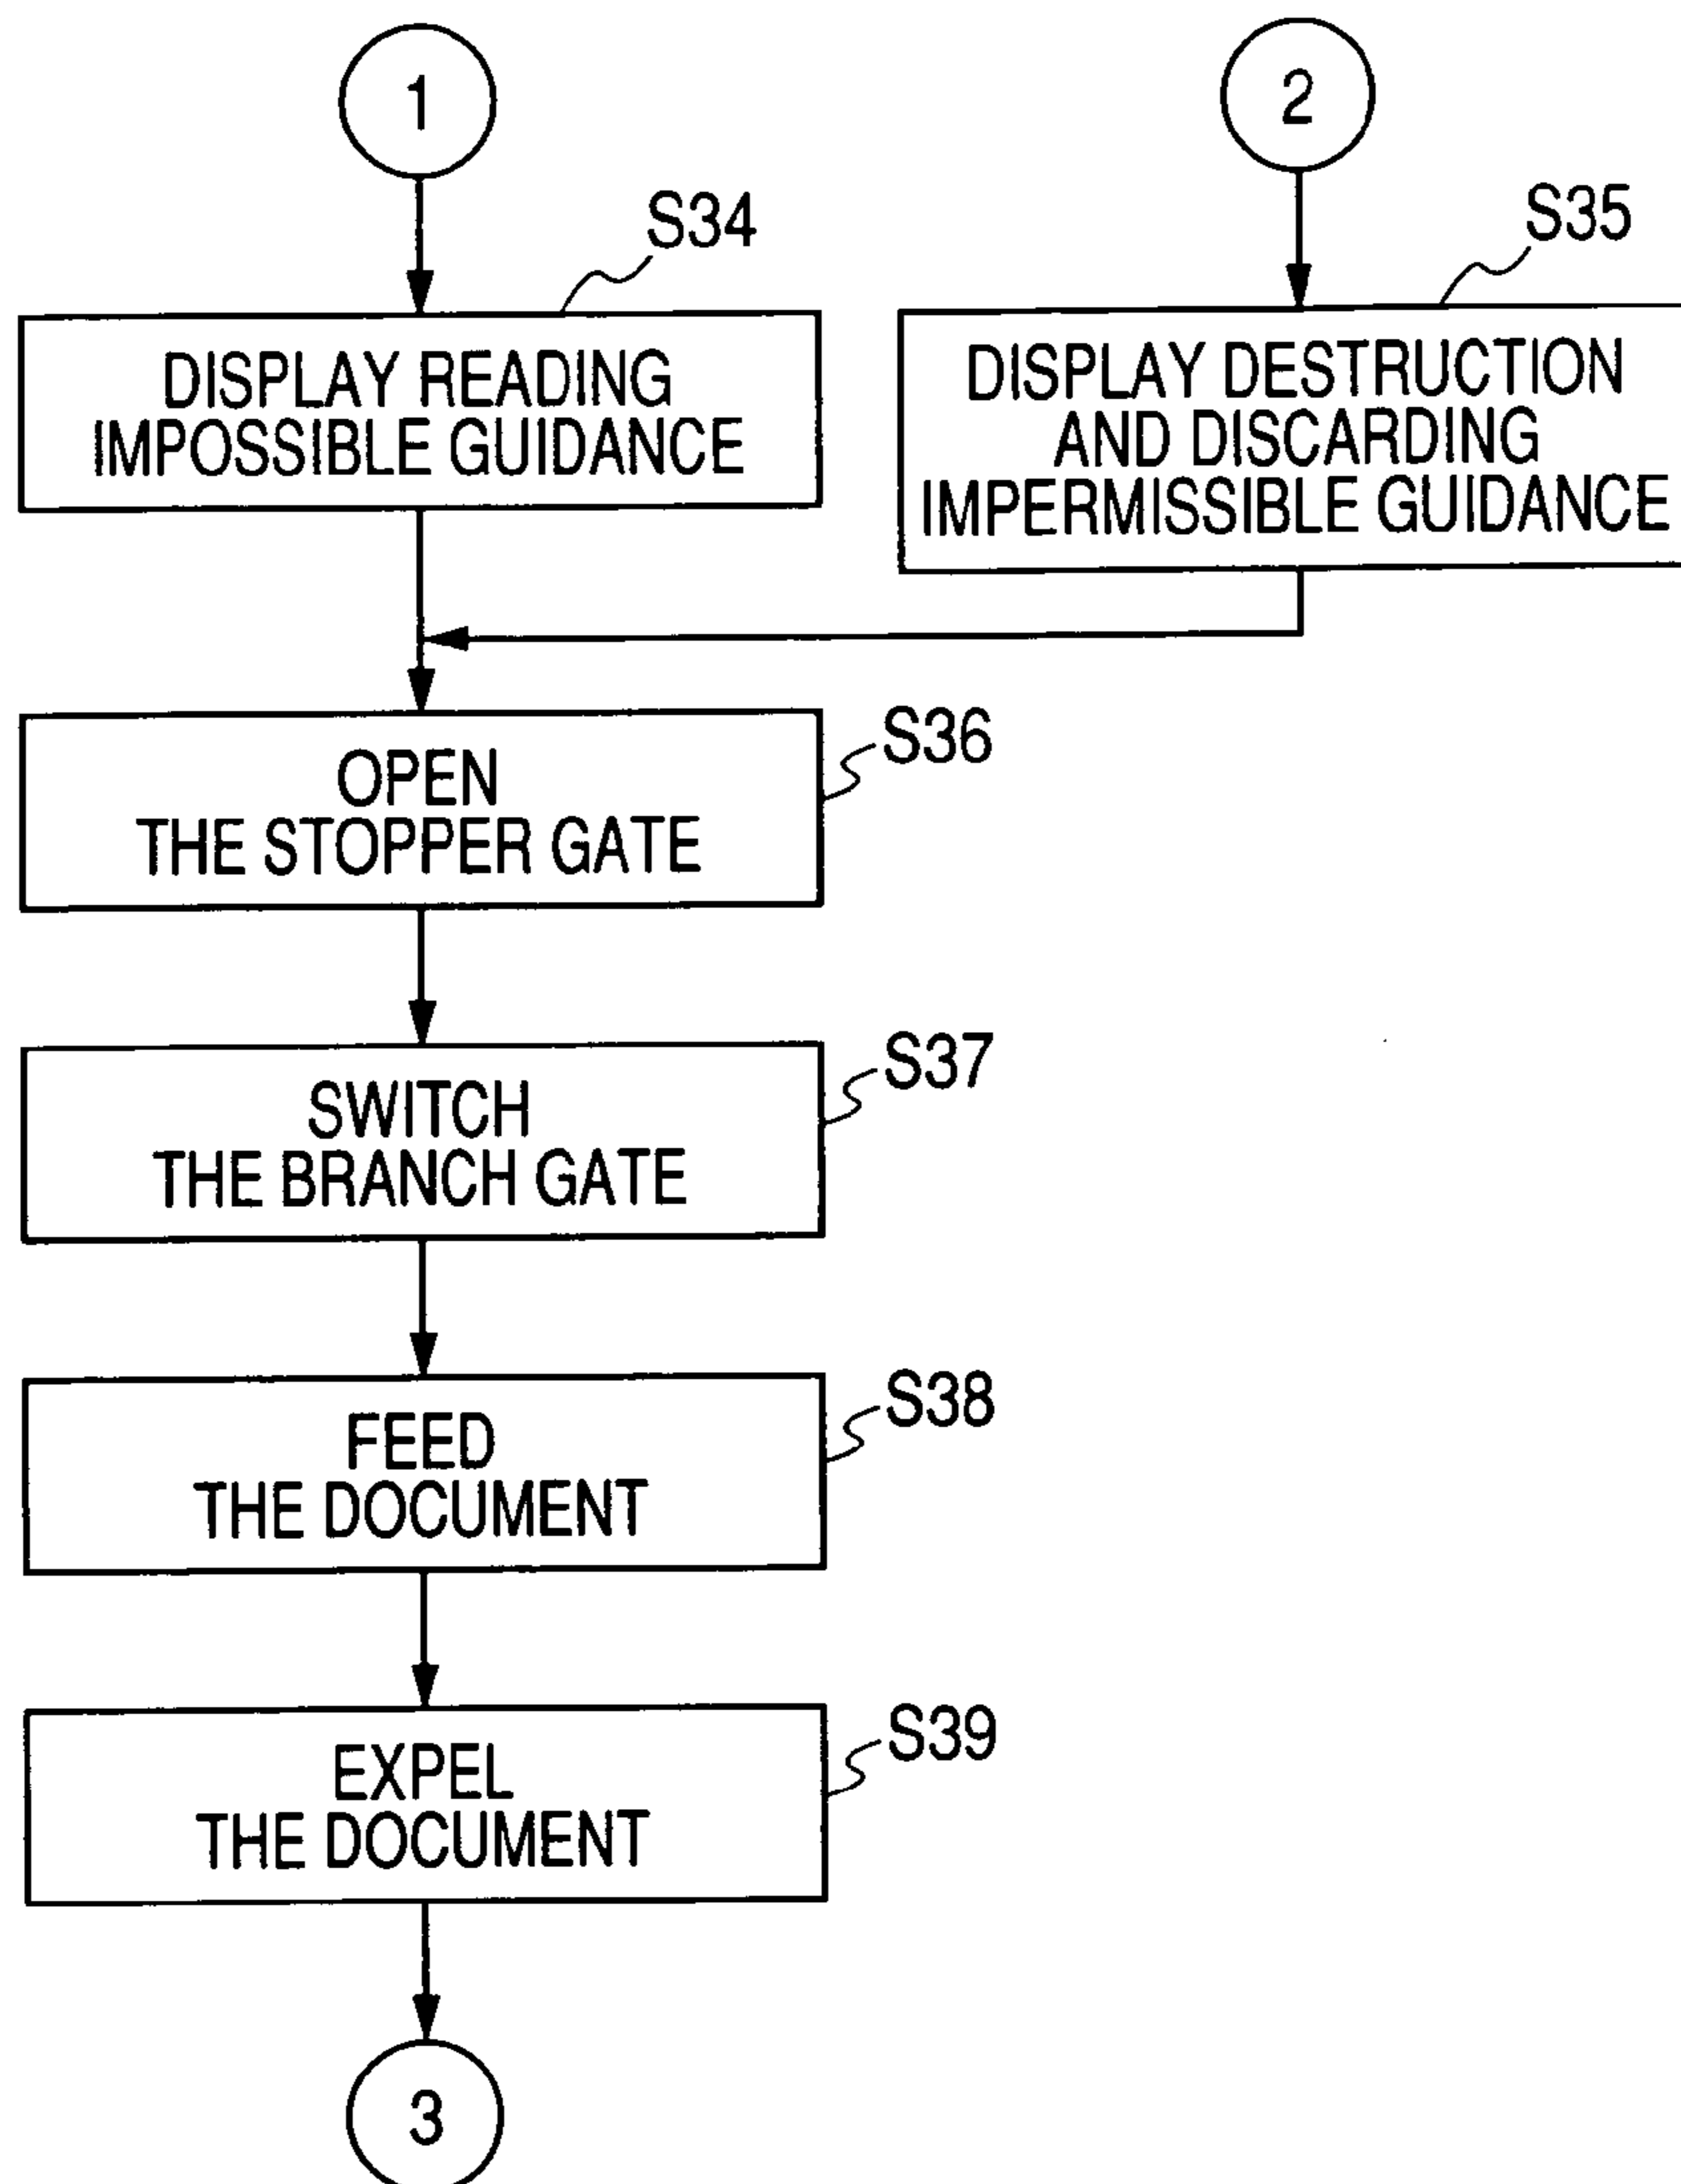 1
2
S34
S35
DISPLAY READING
IMPOSSIBLE GUIDANCE
DISPLAY DESTRUCTION
AND DISCARDING
IMPERMISSIBLE GUIDANCE
S36
OPEN
THE STOPPER GATE
S37
SWITCH
THE BRANCH GATE
S38
FEED
THE DOCUMENT
S39
EXPEL
THE DOCUMENT
3